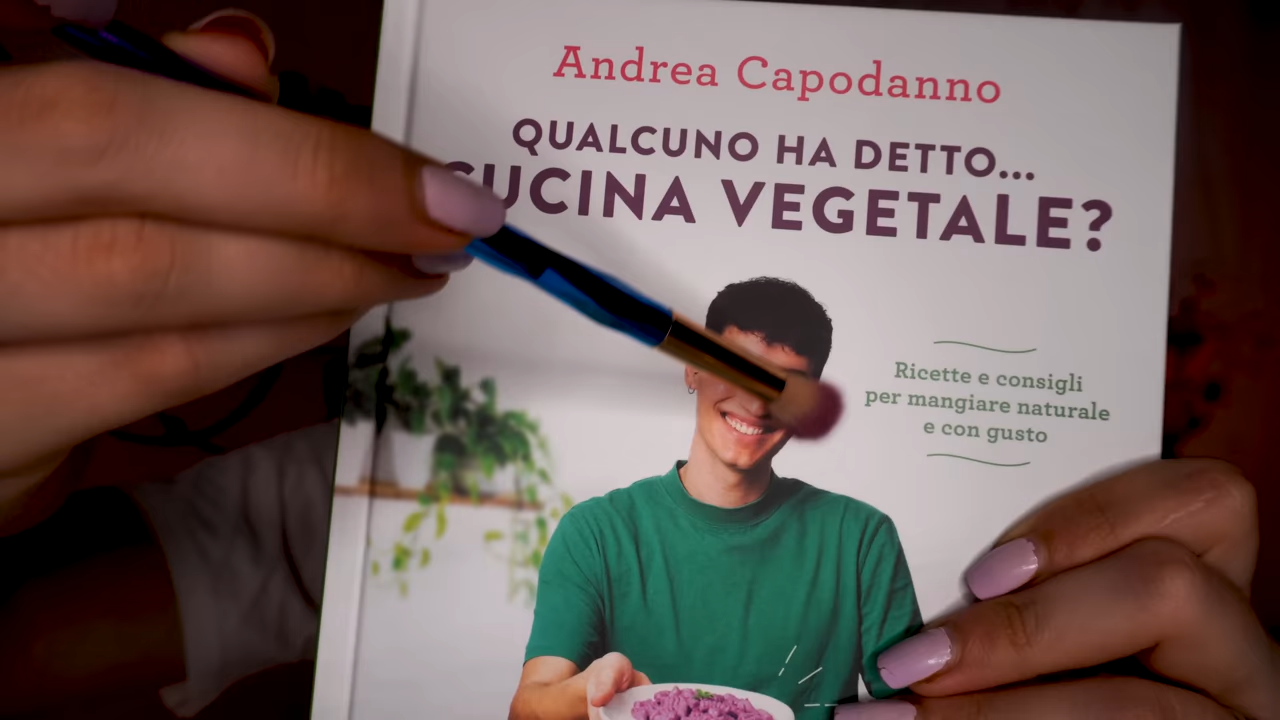 Andrea Capodanno
QUALCUNO HA DETTO...
CUCINA VEGETALE?
Ricette e consigli
per mangiare naturale
e con gusto